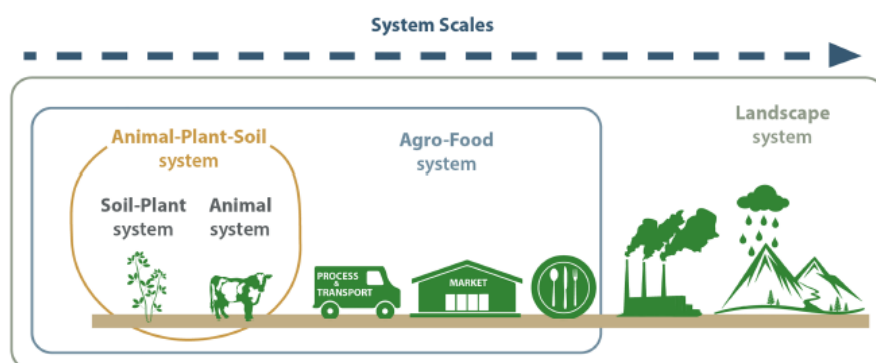 System Scales
Landscape
system
Animal-Plant-Soil
system
Agro-Food
system
Soil-Plant
system
Animal
system
PROCESS
&
TRANSPORT
MARKET